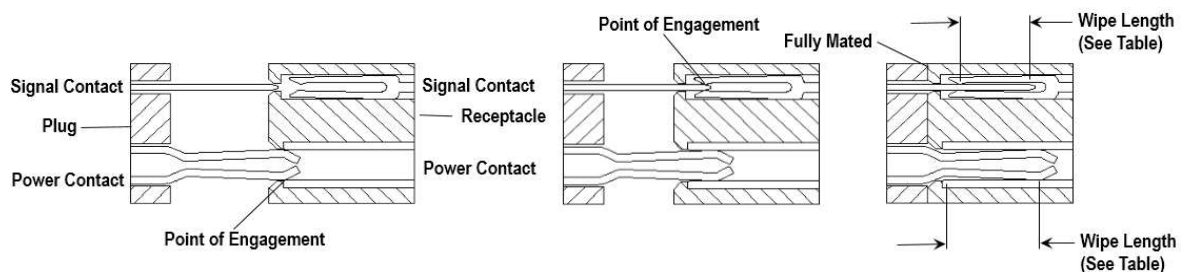 Signal Contact
Plug
Power Contact
Point of Engagement
Receptacle
Point of Engagement
Signal Contact
Power Contact
Fully Mated
Wipe Length
(See Table)
Wipe Length
(See Table)